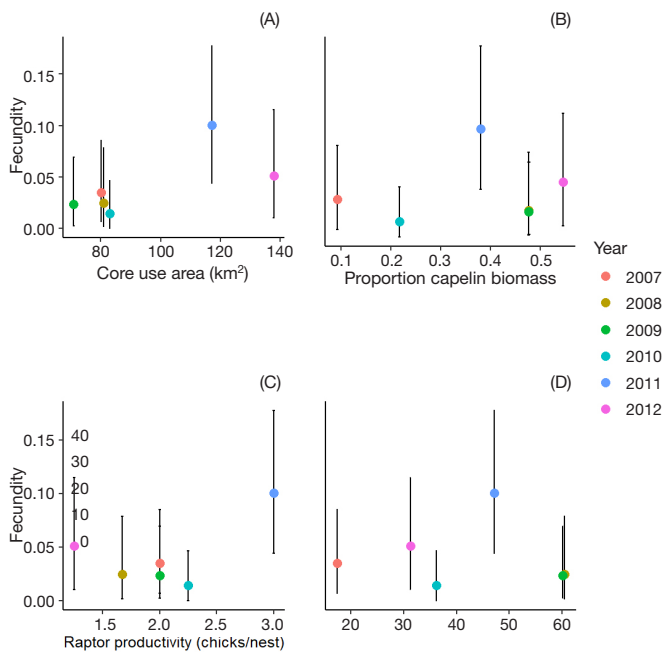 (A)
(B)
Fecundity
0.15
0.10
0.05
0.00
80 100 120 140
Core use area (km²)
0.1 0.2 0.3 0.4 0.5
Proportion capelin biomass
Year
2007
2008
2009
2010
2011
2012
(C)
(D)
Fecundity
0.15
0.10
0.05
0.00
40
30
20
10
0
1.5 2.0 2.5 3.0
Raptor productivity (chicks/nest)
20 30 40 50 60